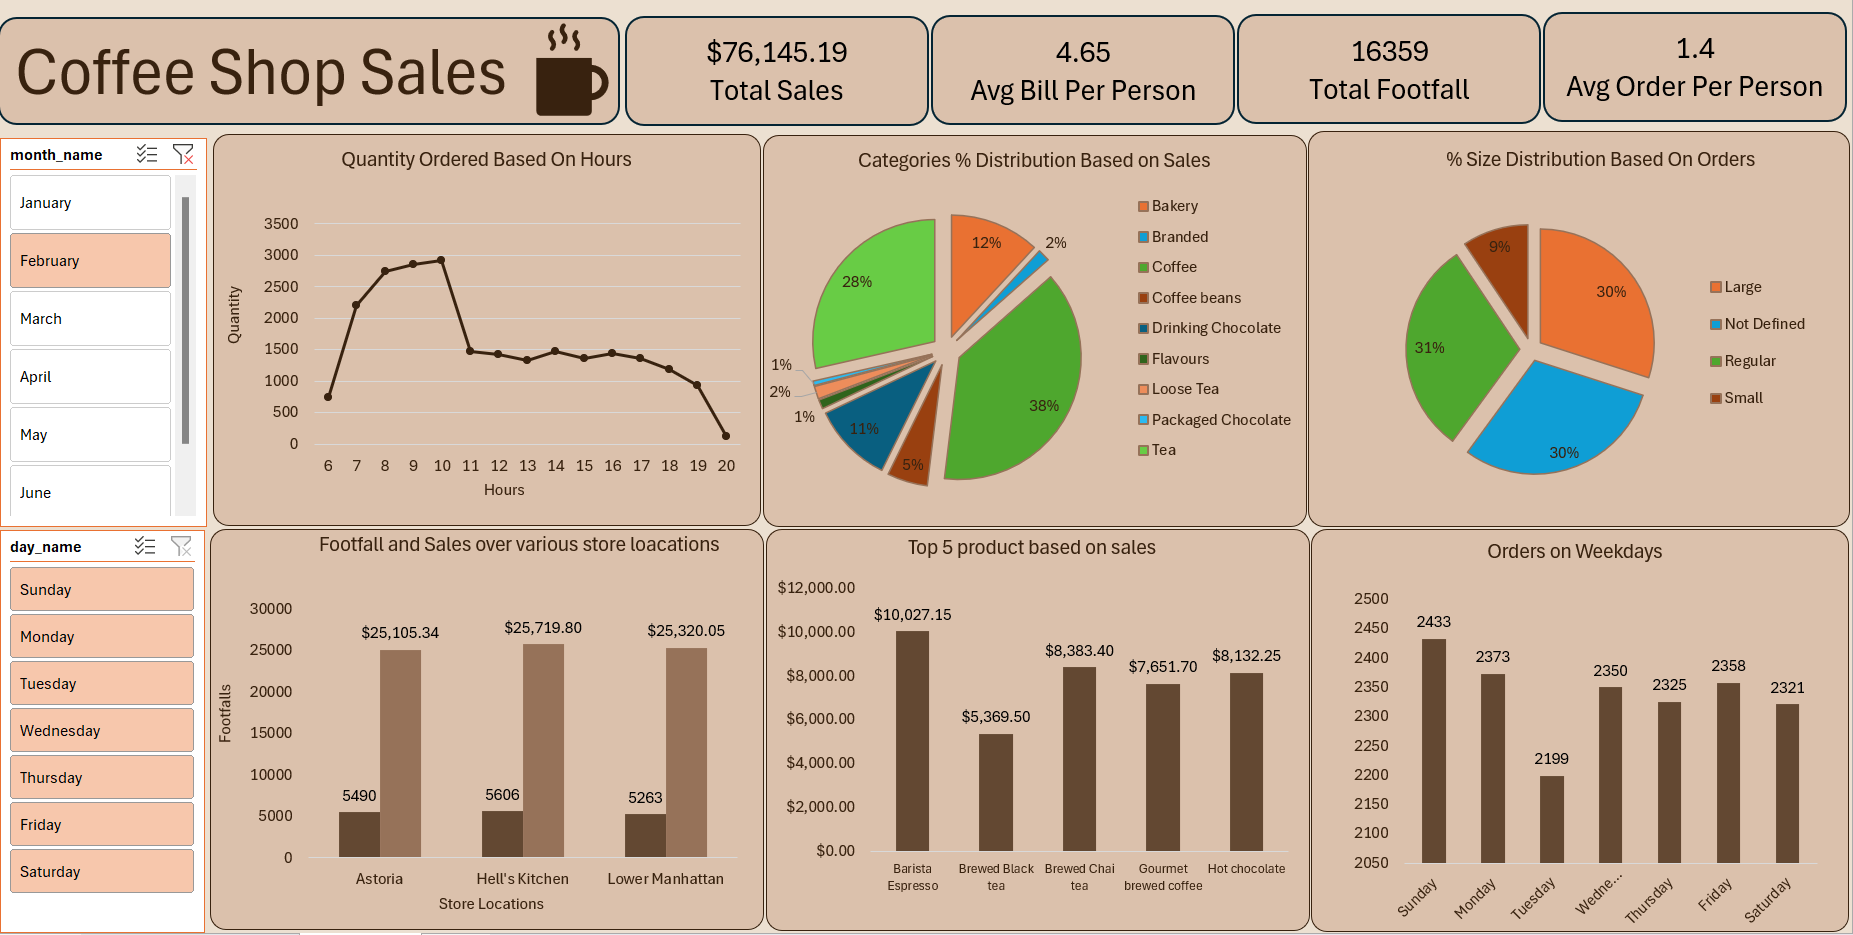 Coffee Shop Sales
$76,145.19
Total Sales
4.65
Avg Bill Per Person
16359
Total Footfall
1.4
Avg Order Per Person
month_name
January
February
March
April
May
June
day_name
Sunday
Monday
Tuesday
Wednesday
Thursday
Friday
Saturday
Quantity Ordered Based On Hours
Quantity
3500
3000
2500
2000
1500
1000
500
0
6 7 8 9 10 11 12 13 14 15 16 17 18 19 20
Hours
Categories % Distribution Based on Sales
12%
2%
38%
5%
11%
1%
2%
1%
28%
Bakery
Branded
Coffee
Coffee beans
Drinking Chocolate
Flavours
Loose Tea
Packaged Chocolate
Tea
% Size Distribution Based On Orders
30%
30%
31%
9%
Large
Not Defined
Regular
Small
Footfall and Sales over various store loacations
Footfalls
30000
25000
20000
15000
10000
5000
0
5490
$25,105.34
5606
$25,719.80
5263
$25,320.05
Astoria
Hell's Kitchen
Lower Manhattan
Store Locations
Top 5 product based on sales
$12,000.00
$10,000.00
$8,000.00
$6,000.00
$4,000.00
$2,000.00
$0.00
$10,027.15
$5,369.50
$8,383.40
$7,651.70
$8,132.25
Barista
Espresso
Brewed Black
tea
Brewed Chai
tea
Gourmet
brewed coffee
Hot chocolate
Orders on Weekdays
2500
2450
2400
2350
2300
2250
2200
2150
2100
2050
2433
2373
2199
2350
2325
2358
2321
Sunday
Monday
Tuesday
Wedne...
Thursday
Friday
Saturday